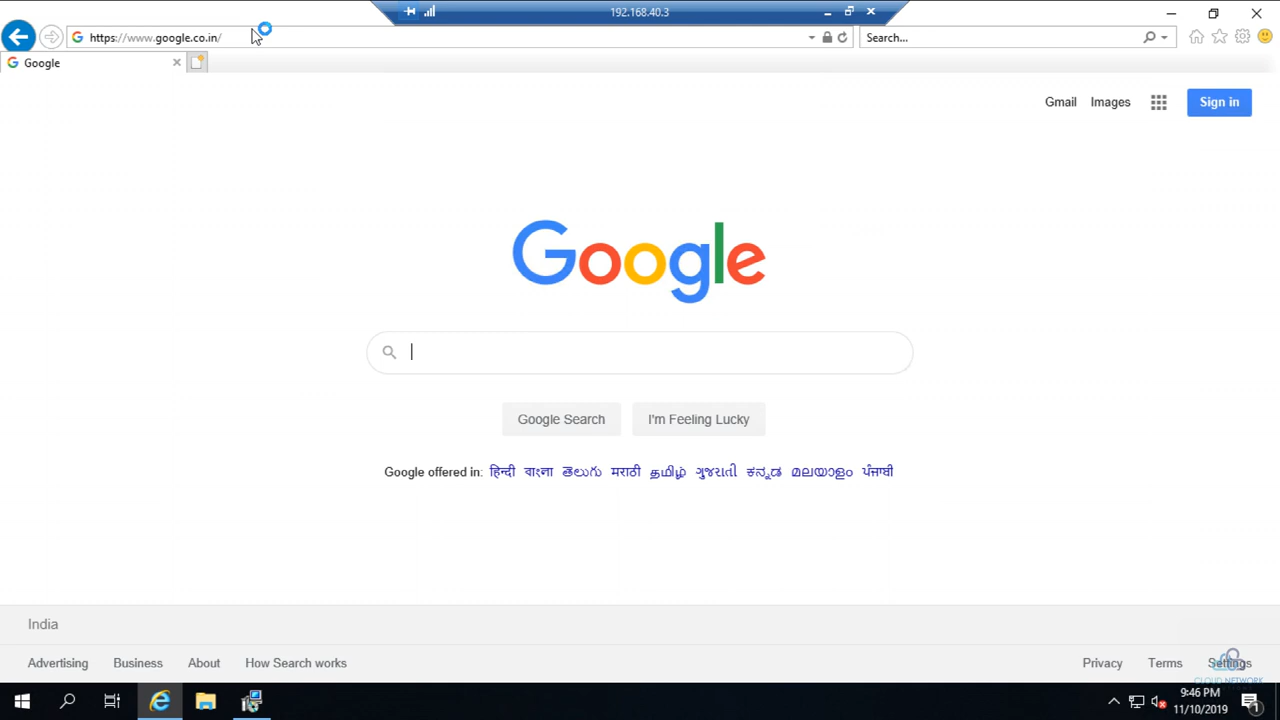 192.168.40.3
https://www.google.co.in/
Search...
Google
Gmail Images Sign in
Google
Google Search I'm Feeling Lucky
Google offered in: हिन्दी বাংলা తెలుగు मराठी தமிழ் ગુજરાતી ಕನ್ನಡ മലയാളം ਪੰਜਾਬੀ
India
Advertising Business About How Search works Privacy Terms Settings
CLOUD NETWORK
9:46 PM
11/10/2019
1